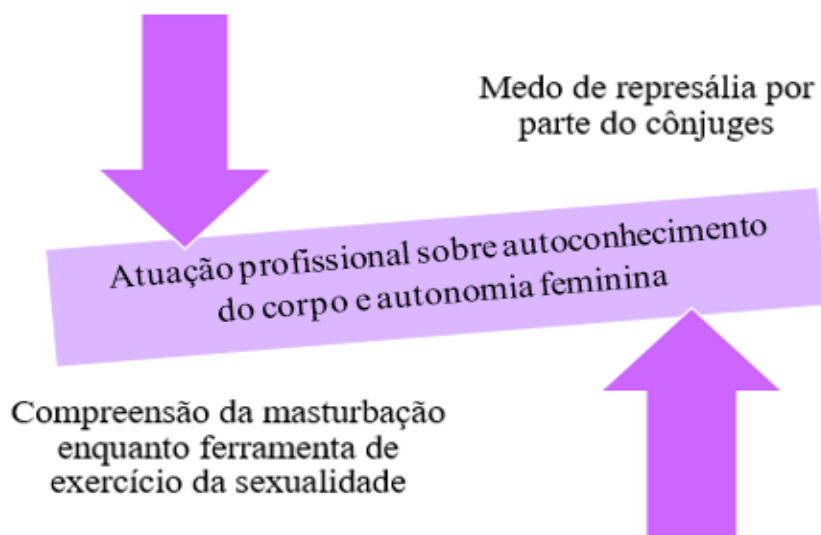 Medo de represália por
parte do cônjuges
Atuação profissional sobre autoconhecimento
do corpo e autonomia feminina
Compreensão da masturbação
enquanto ferramenta de
exercício da sexualidade